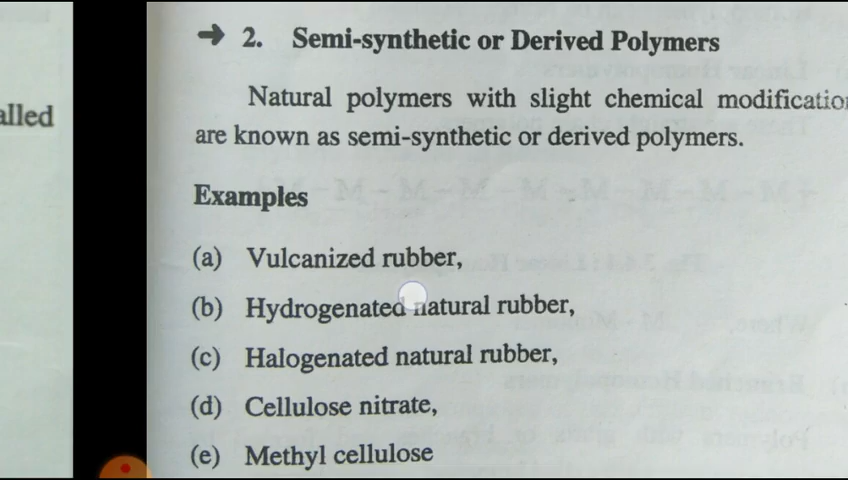 alled
→ 2. Semi-synthetic or Derived Polymers
Natural polymers with slight chemical modification
are known as semi-synthetic or derived polymers.
Examples
(a) Vulcanized rubber,
(b) Hydrogenated natural rubber,
(c) Halogenated natural rubber,
(d) Cellulose nitrate,
(e) Methyl cellulose